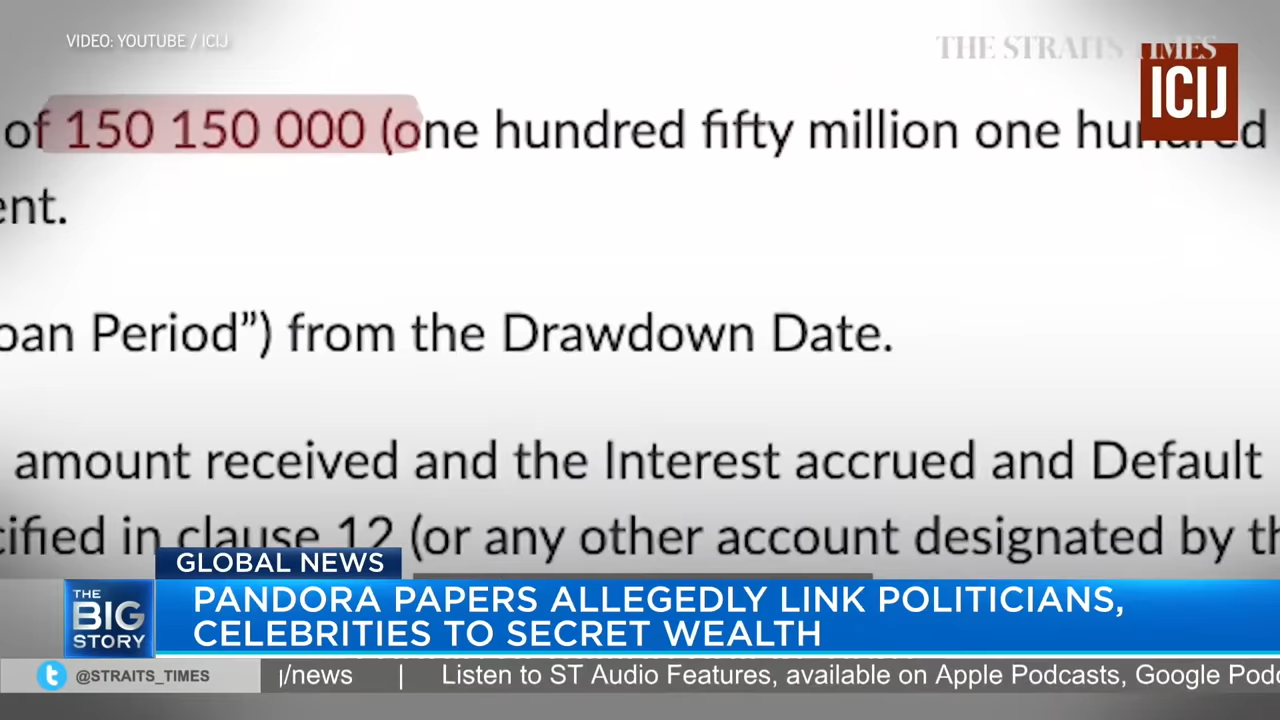 VIDEO: YOUTUBE / ICIJ
THE STRAITS TIMES
ICIJ
of 150 150 000 (one hundred fifty million one hundred
ent.
oan Period”) from the Drawdown Date.
amount received and the Interest accrued and Default
cified in clause 12 (or any other account designated by th
GLOBAL NEWS
THE BIG STORY
PANDORA PAPERS ALLEGEDLY LINK POLITICIANS,
CELEBRITIES TO SECRET WEALTH
@STRAITS_TIMES
/news | Listen to ST Audio Features, available on Apple Podcasts, Google Podc